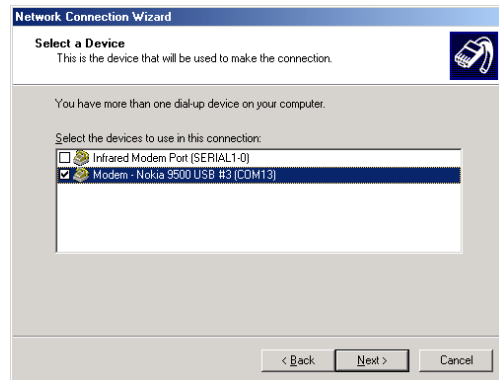 Network Connection Wizard
Select a Device
This is the device that will be used to make the connection.
You have more than one dial-up device on your computer.
Select the devices to use in this connection:
Infrared Modem Port (SERIAL1-0)
Modem - Nokia 9500 USB #3 (COM13)
< Back Next > Cancel